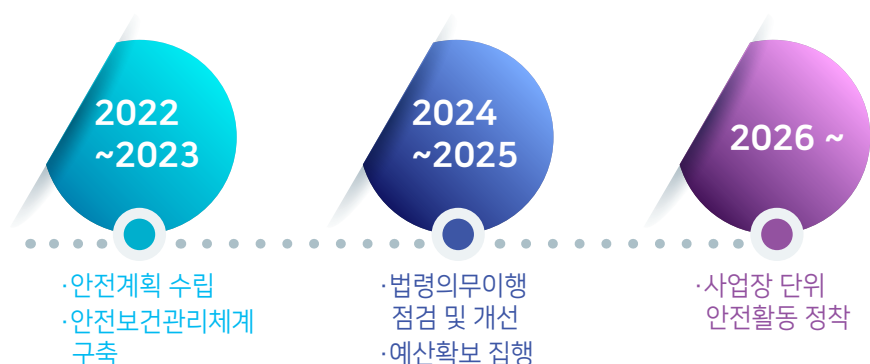 2022
~2023
2024
~2025
2026 ~
·안전계획 수립
·안전보건관리체계
구축
·법령의무이행
점검 및 개선
·예산확보 집행
·사업장 단위
안전활동 정착